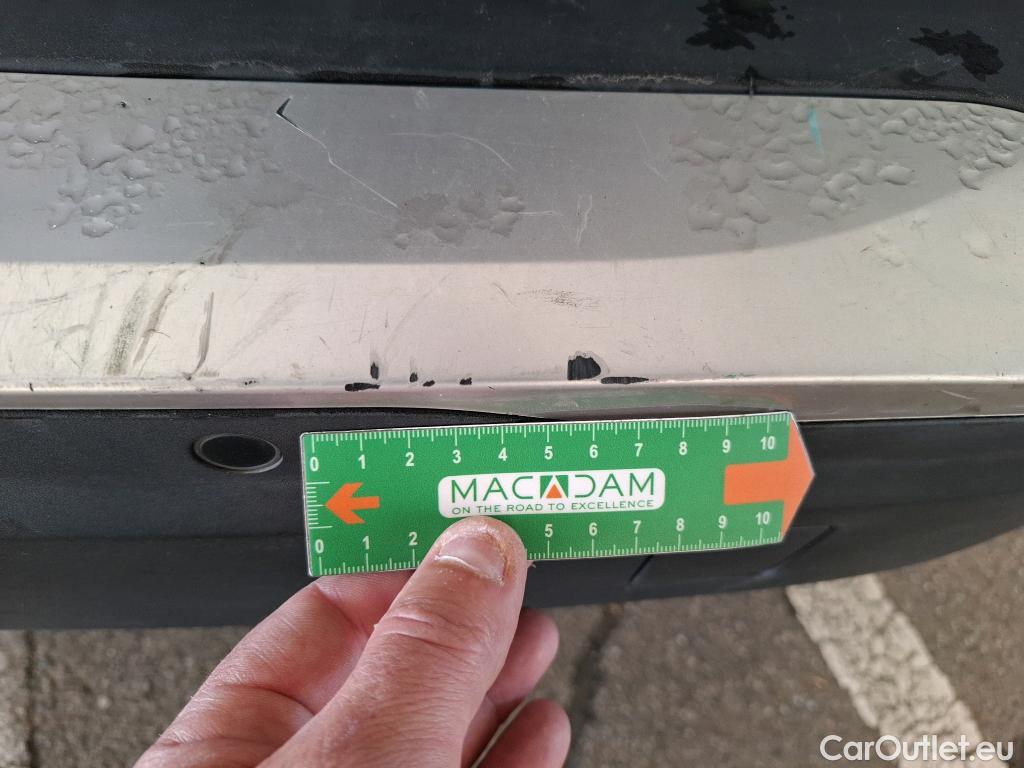 0 1 2 3 4 5 6 7 8 9 10
MACADAM
ON THE ROAD TO EXCELLENCE
0 1 2 5 6 7 8 9 10
CarOutlet.eu